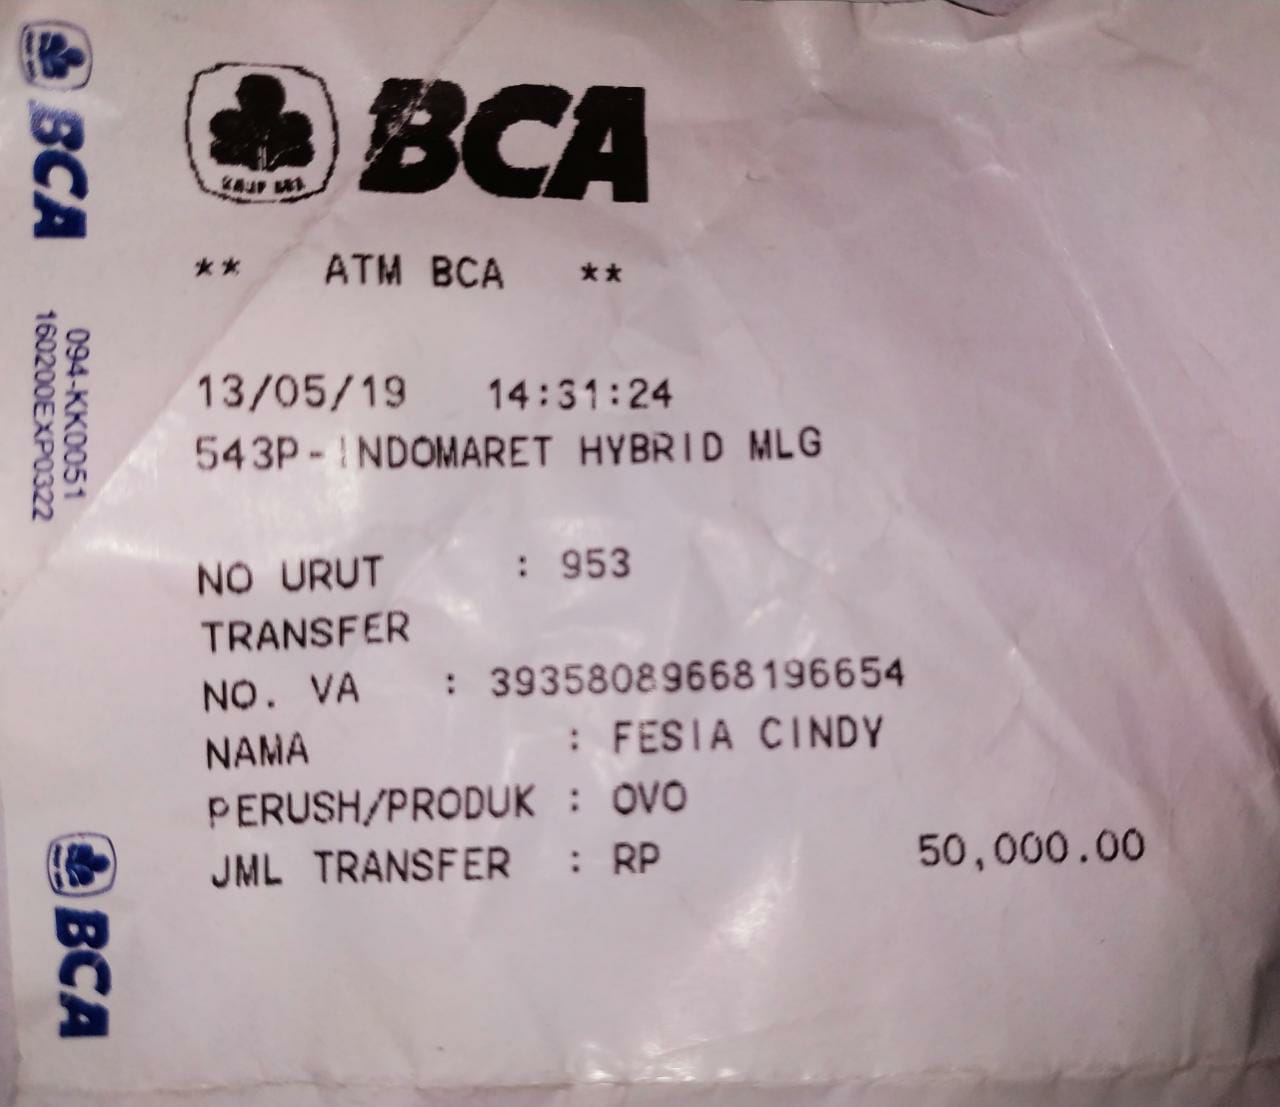 BCA
** ATM BCA **
13/05/19 14:31:24
543P-INDOMARET HYBRID MLG
NO URUT : 953
TRANSFER
NO. VA : 39358089668196654
NAMA : FESIA CINDY
PERUSH/PRODUK : OVO
JML TRANSFER : RP 50,000.00
BCA
094-KK0051
160200EXP0322
BCA